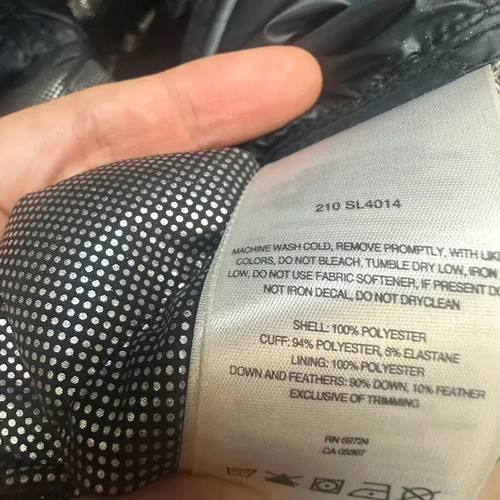 210 SL4014
MACHINE WASH COLD, REMOVE PROMPTLY, WITH LIKE
COLORS, DO NOT BLEACH, TUMBLE DRY LOW, IRON
LOW, DO NOT USE FABRIC SOFTENER, IF PRESENT DO
NOT IRON DECAL, DO NOT DRYCLEAN
SHELL: 100% POLYESTER
CUFF: 94% POLYESTER, 6% ELASTANE
LINING: 100% POLYESTER
DOWN AND FEATHERS: 90% DOWN, 10% FEATHER
EXCLUSIVE OF TRIMMING
RN
CA 05367